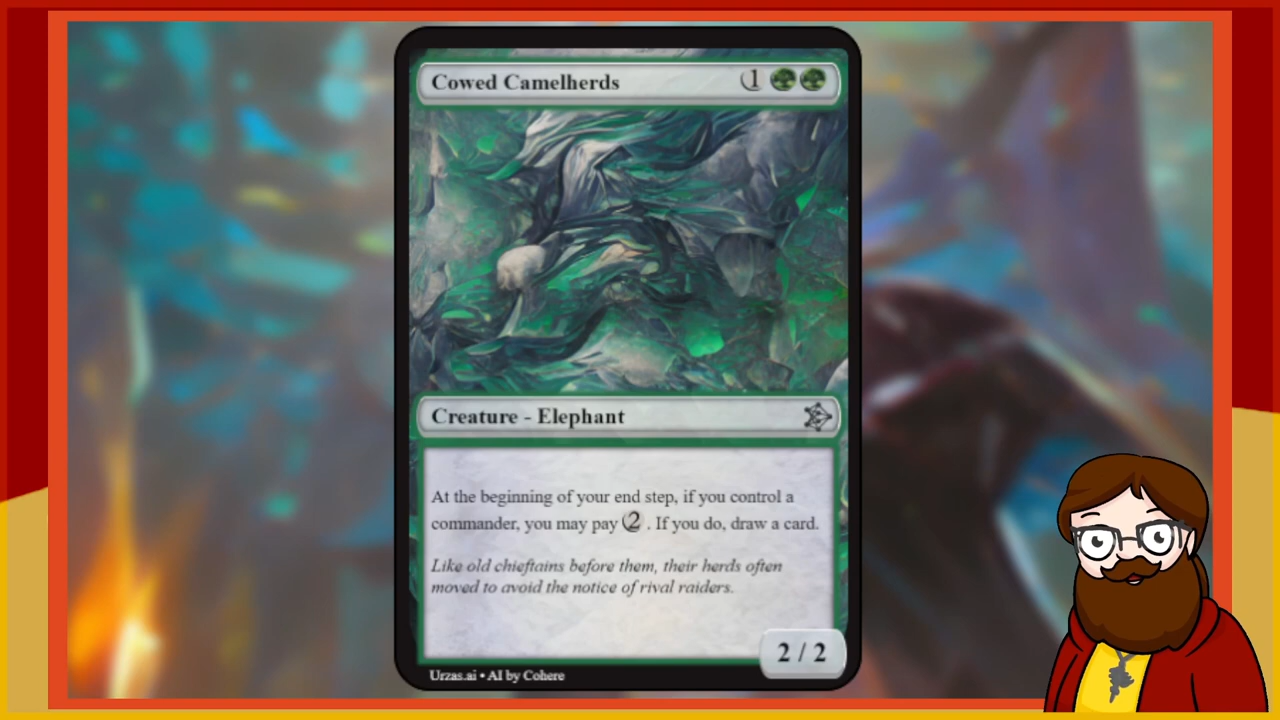 Cowed Camelherds 1
Creature - Elephant
At the beginning of your end step, if you control a
commander, you may pay 2 . If you do, draw a card.
Like old chieftains before them, their herds often
moved to avoid the notice of rival raiders.
2 / 2
Urzas.ai • AI by Cohere